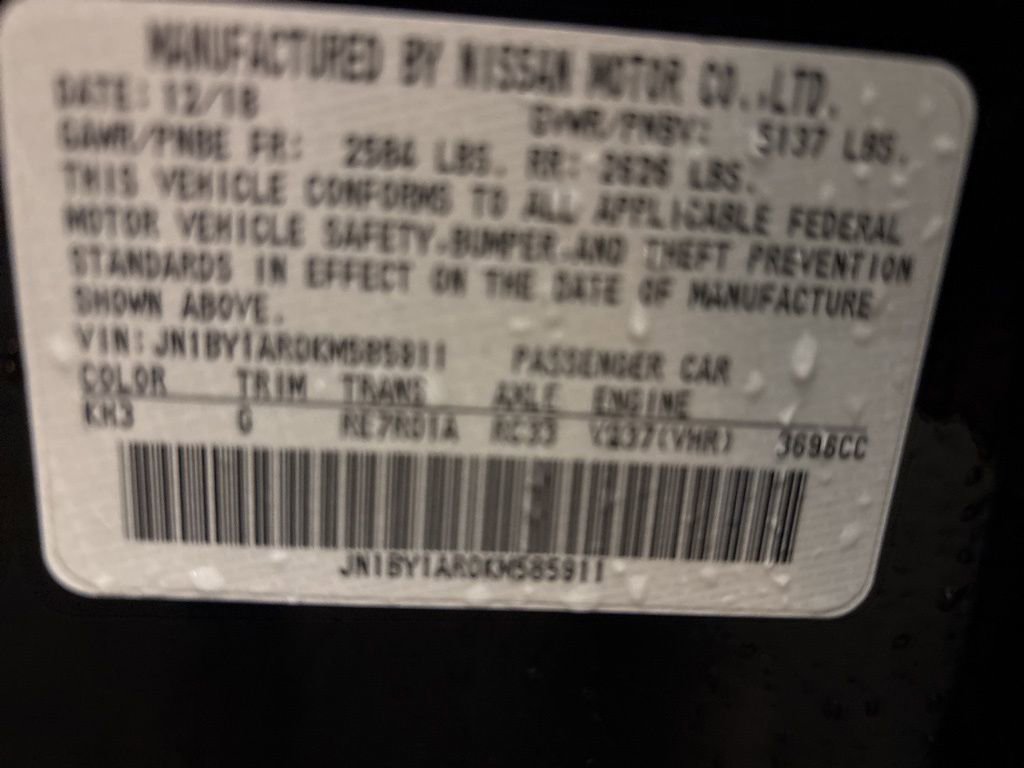 MANUFACTURED BY NISSAN MOTOR CO.,LTD.
DATE: 12/18 GVWR/PNBV: 5137 LBS.
GAWR/PNBE FR: 2584 LBS. RR: 2626 LBS.
THIS VEHICLE CONFORMS TO ALL APPLICABLE FEDERAL
MOTOR VEHICLE SAFETY,BUMPER,AND THEFT PREVENTION
STANDARDS IN EFFECT ON THE DATE OF MANUFACTURE
SHOWN ABOVE.
VIN:JN1BY1AR0KM585911 PASSENGER CAR
COLOR TRIM TRANS AXLE ENGINE
KH3 G RE7R01A RC33 VQ37(VHR) 3696CC
JN1BY1AR0KM585911